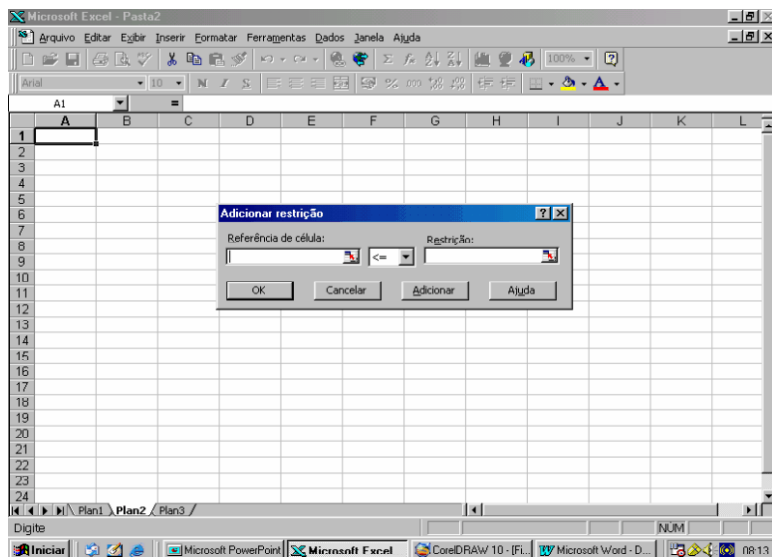 Microsoft Excel - Pasta2
Arquivo Editar Exibir Inserir Formatar Ferramentas Dados Janela Ajuda
100%
Arial 10 N I S
A1 =
A B C D E F G H I J K L
1
2
3
4
5
6
7
8
9
10
11
12
13
14
15
16
17
18
19
20
21
22
23
24
Adicionar restrição
Referência de célula: Restrição:
<=
OK Cancelar Adicionar Ajuda
Plan1 Plan2 Plan3
Digite NÚM
Iniciar Microsoft PowerPoint Microsoft Excel CorelDRAW 10 - [Fi... Microsoft Word - D... 08:13